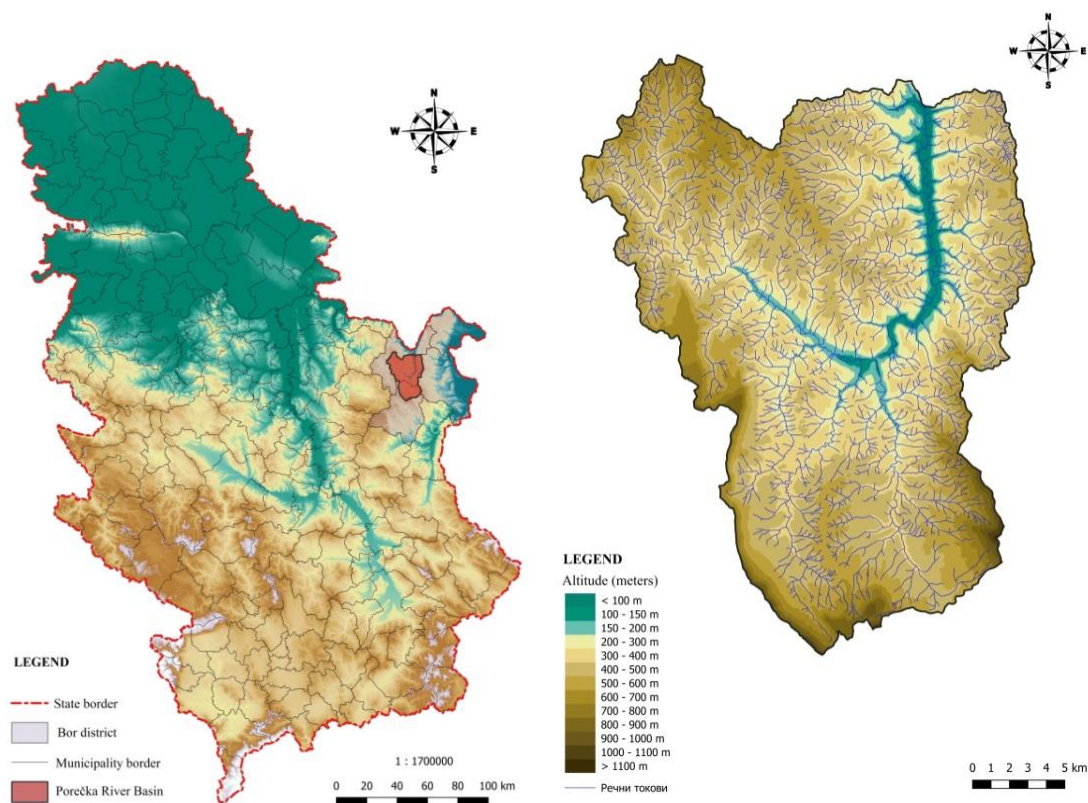 N
W E
S
LEGEND
State border
Bor district
Municipality border
Porečka River Basin
1 : 1700000
0 20 40 60 80 100 km
N
W E
S
LEGEND
Altitude (meters)
< 100 m
100 - 150 m
150 - 200 m
200 - 300 m
300 - 400 m
400 - 500 m
500 - 600 m
600 - 700 m
700 - 800 m
800 - 900 m
900 - 1000 m
1000 - 1100 m
> 1100 m
Речни токови
0 1 2 3 4 5 km